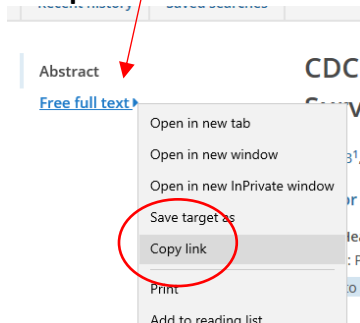 Recent history Saved searches
Abstract
CDC
Free full text
Open in new tab
Open in new window
Open in new InPrivate window
Save target as
Copy link
Print
Add to reading list